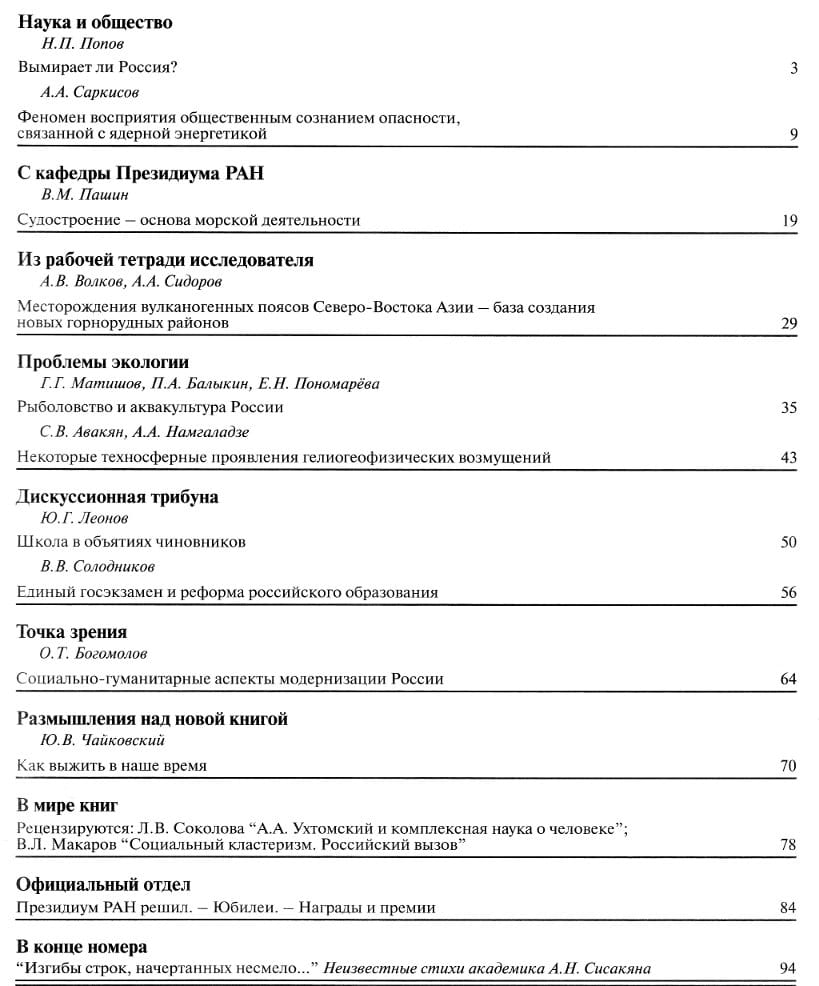 Наука и общество
Н.П. Попов
Вымирает ли Россия? 3
А.А. Саркисов
Феномен восприятия общественным сознанием опасности,
связанной с ядерной энергетикой 9
С кафедры Президиума РАН
В.М. Пашин
Судостроение – основа морской деятельности 19
Из рабочей тетради исследователя
А.В. Волков, А.А. Сидоров
Месторождения вулканогенных поясов Северо-Востока Азии – база создания
новых горнорудных районов 29
Проблемы экологии
Г.Г. Матишов, П.А. Балыкин, Е.Н. Пономарёва
Рыболовство и аквакультура России 35
С.В. Авакян, А.А. Намгаладзе
Некоторые техносферные проявления гелиогеофизических возмущений 43
Дискуссионная трибуна
Ю.Г. Леонов
Школа в объятиях чиновников 50
В.В. Солодников
Единый госэкзамен и реформа российского образования 56
Точка зрения
О.Т. Богомолов
Социально-гуманитарные аспекты модернизации России 64
Размышления над новой книгой
Ю.В. Чайковский
Как выжить в наше время 70
В мире книг
Рецензируются: Л.В. Соколова “А.А. Ухтомский и комплексная наука о человеке”;
В.Л. Макаров “Социальный кластеризм. Российский вызов” 78
Официальный отдел
Президиум РАН решил. – Юбилеи. – Награды и премии 84
В конце номера
“Изгибы строк, начертанных несмело...” Неизвестные стихи академика А.Н. Сисакяна 94